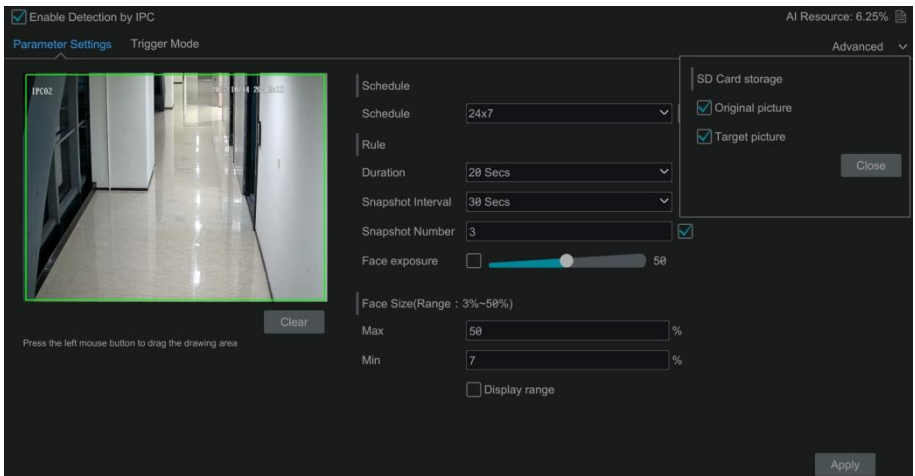 Enable Detection by IPC
AI Resource: 6.25%
Parameter Settings Trigger Mode
Advanced
IPC02
SD Card storage
Original picture
Target picture
Close
Schedule
Schedule 24x7
Rule
Duration 20 Secs
Snapshot Interval 30 Secs
Snapshot Number 3
Face exposure 50
Clear
Press the left mouse button to drag the drawing area
Face Size(Range : 3%~50%)
Max 50 %
Min 7 %
Display range
Apply